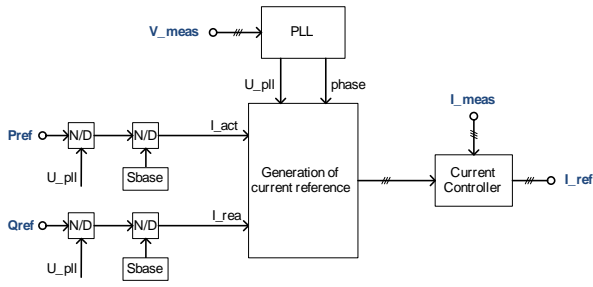 V_meas
PLL
U_pll
phase
I_meas
Pref
N/D
N/D
I_act
U_pll
Sbase
Generation of
current reference
Current
Controller
I_ref
Qref
N/D
N/D
I_rea
U_pll
Sbase